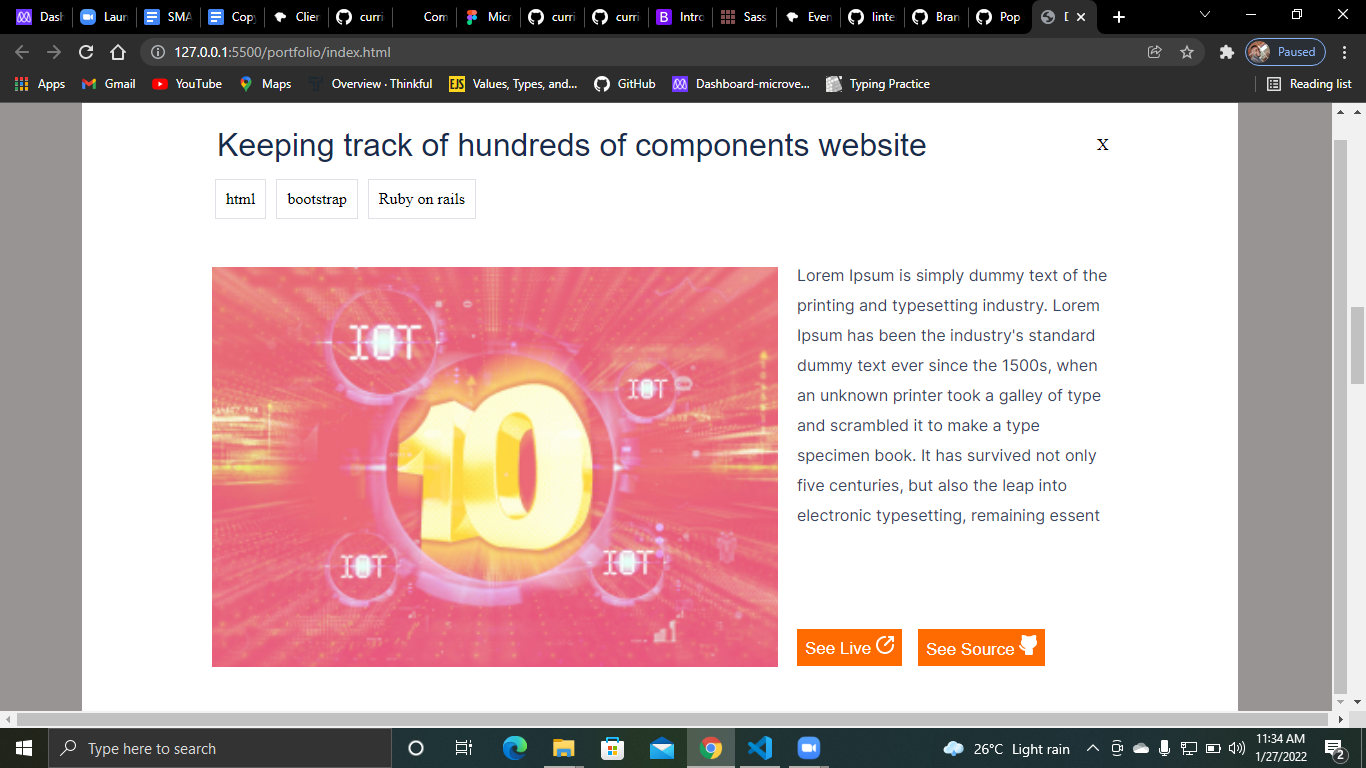 Dash
Laun
SMA
Copy
Clien
curri
Com
Micr
curri
curri
Intro
Sass
Even
linte
Bran
Pop
127.0.0.1:5500/portfolio/index.html
Paused
Apps
Gmail
YouTube
Maps
Overview · Thinkful
EJS
Values, Types, and...
GitHub
Dashboard-microve...
Typing Practice
Reading list
Keeping track of hundreds of components website
X
html
bootstrap
Ruby on rails
IOT
IOT
10
IOT
IOT
Lorem Ipsum is simply dummy text of the
printing and typesetting industry. Lorem
Ipsum has been the industry's standard
dummy text ever since the 1500s, when
an unknown printer took a galley of type
and scrambled it to make a type
specimen book. It has survived not only
five centuries, but also the leap into
electronic typesetting, remaining essent
See Live
See Source
Type here to search
26°C Light rain
11:34 AM
1/27/2022
2